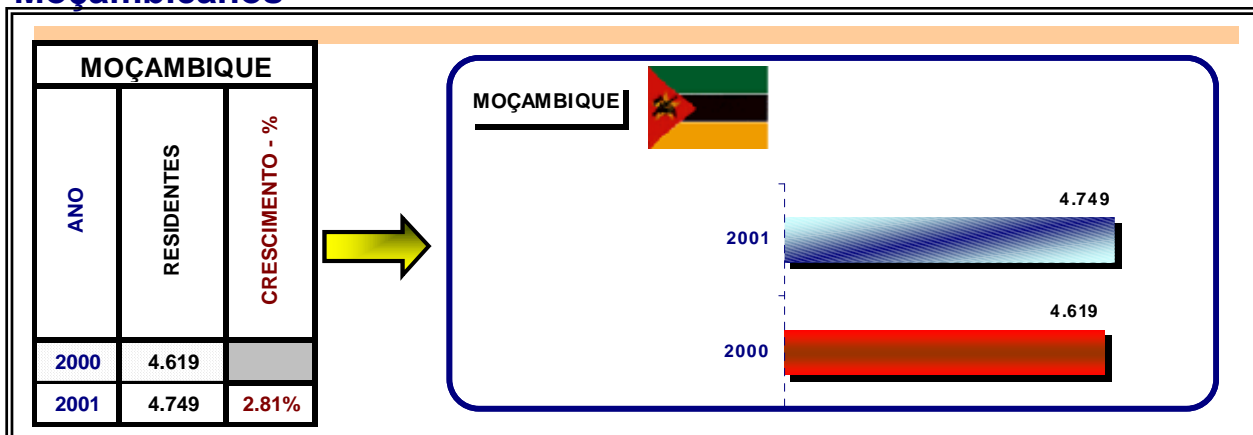 Moçambicanos
MOÇAMBIQUE
ANO
RESIDENTES
CRESCIMENTO - %
2000 4.619
2001 4.749 2.81%
MOÇAMBIQUE
4.749
2001
4.619
2000